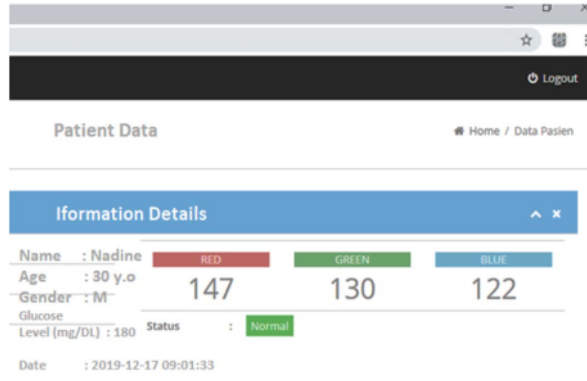 Logout
Patient Data
Home / Data Pasien
Iformation Details
Name : Nadine
Age : 30 y.o
Gender : M
Glucose
Level (mg/DL) : 180
Date : 2019-12-17 09:01:33
RED GREEN BLUE
147 130 122
Status : Normal